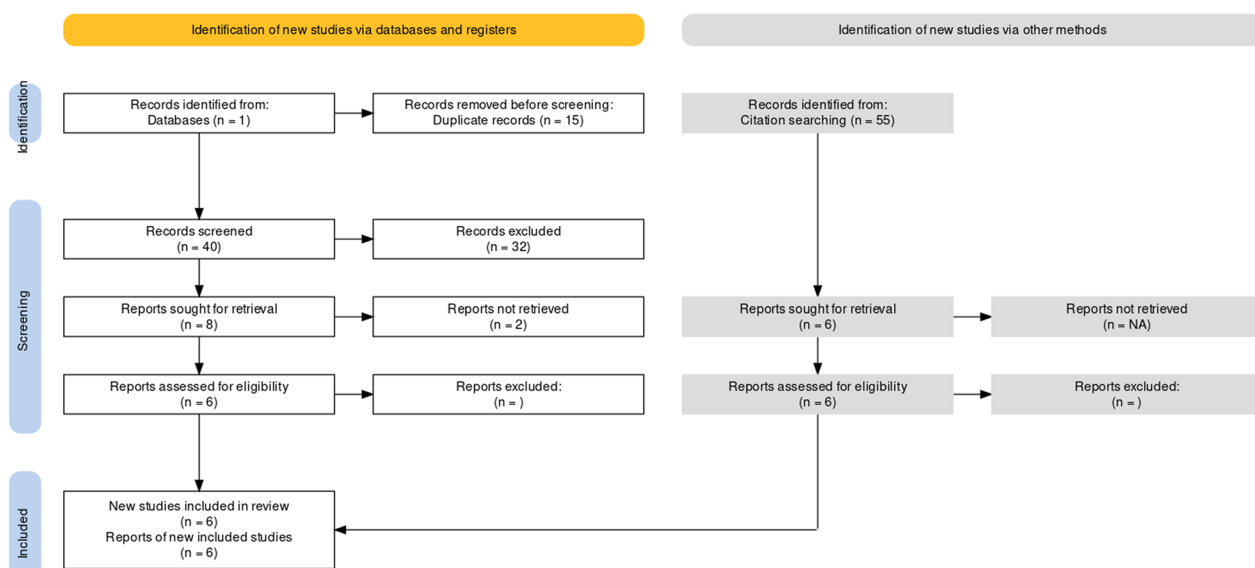 Identification of new studies via databases and registers
Identification of new studies via other methods
Identification
Records identified from:
Databases (n = 1)
Records removed before screening:
Duplicate records (n = 15)
Records identified from:
Citation searching (n = 55)
Screening
Records screened
(n = 40)
Records excluded
(n = 32)
Reports sought for retrieval
(n = 8)
Reports not retrieved
(n = 2)
Reports sought for retrieval
(n = 6)
Reports not retrieved
(n = NA)
Reports assessed for eligibility
(n = 6)
Reports excluded:
(n = )
Reports assessed for eligibility
(n = 6)
Reports excluded:
(n = )
Included
New studies included in review
(n = 6)
Reports of new included studies
(n = 6)